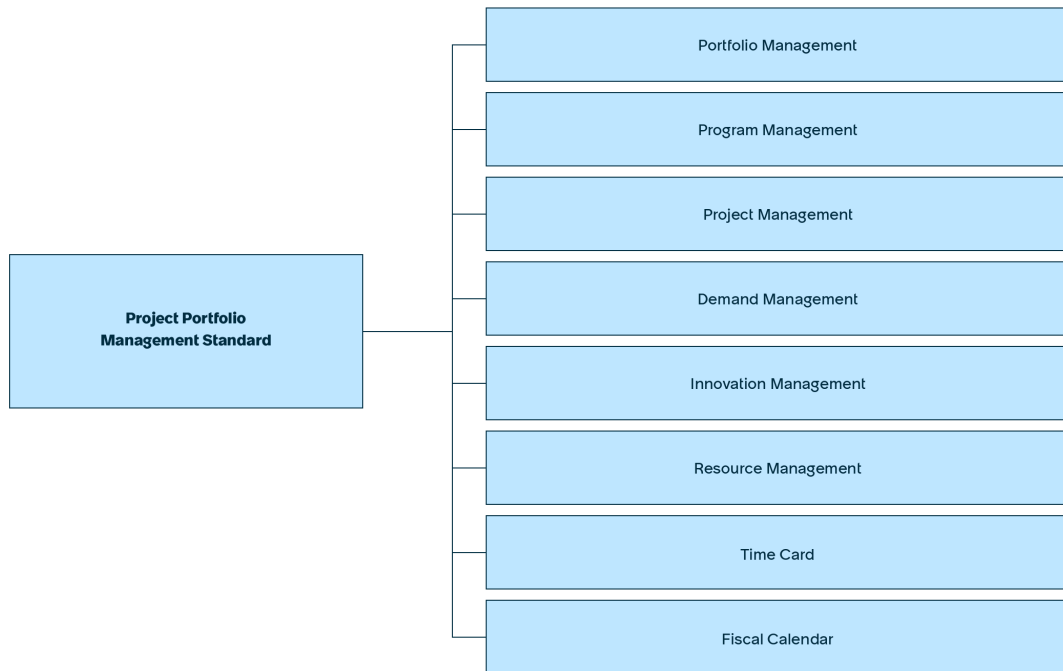 Portfolio Management
Program Management
Project Management
Demand Management
Project Portfolio
Management Standard
Innovation Management
Resource Management
Time Card
Fiscal Calendar